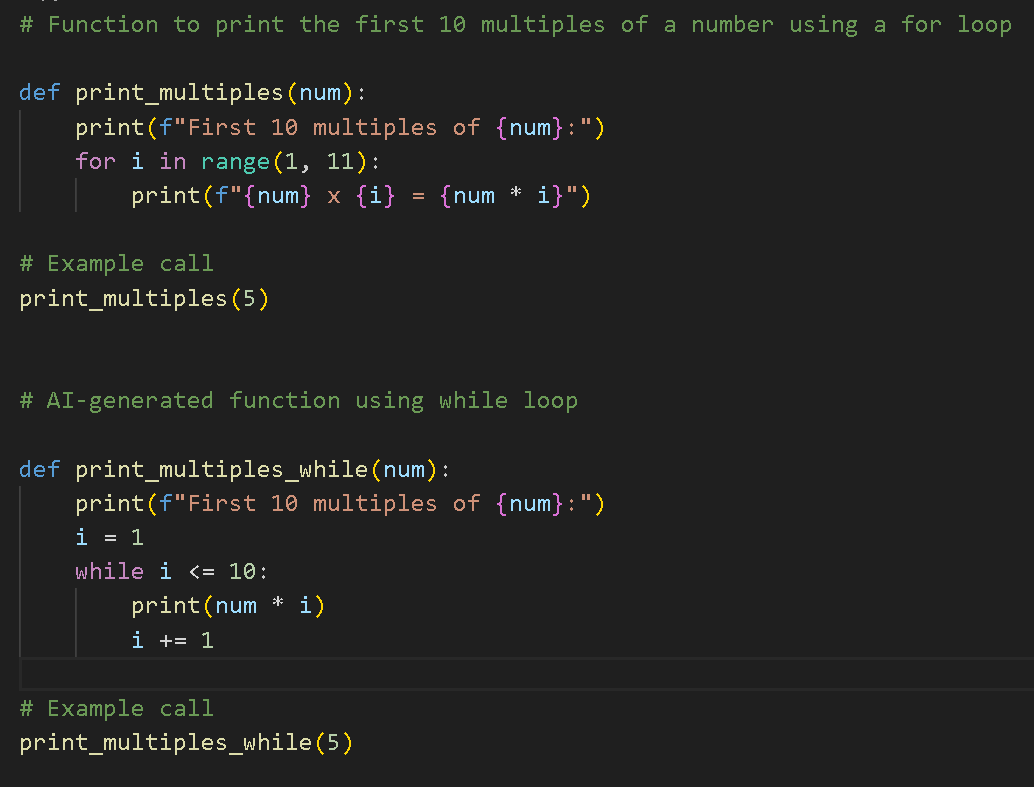 # Function to print the first 10 multiples of a number using a for loop
def print_multiples(num):
    print(f"First 10 multiples of {num}:")
    for i in range(1, 11):
        print(f"{num} x {i} = {num * i}")
# Example call
print_multiples(5)
# AI-generated function using while loop
def print_multiples_while(num):
    print(f"First 10 multiples of {num}:")
    i = 1
    while i <= 10:
        print(num * i)
        i += 1
# Example call
print_multiples_while(5)